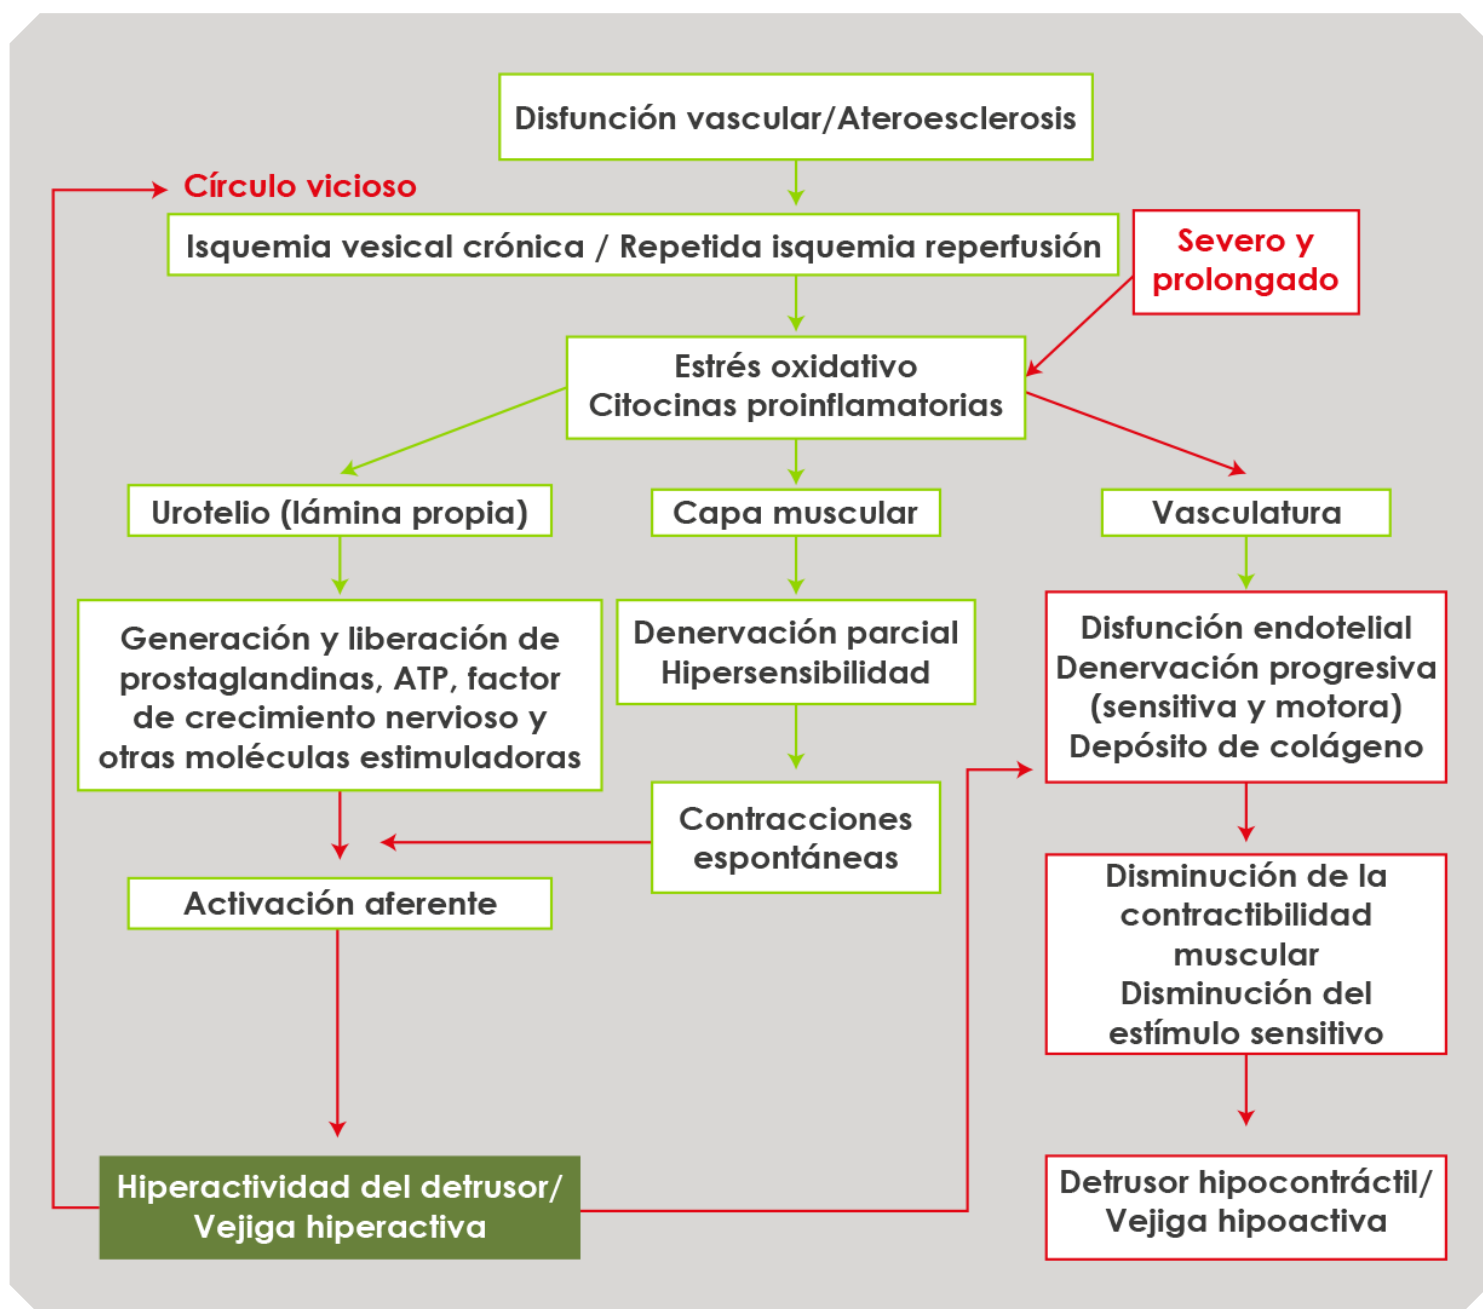 Disfunción vascular/Ateroesclerosis
Círculo vicioso
Isquemia vesical crónica / Repetida isquemia reperfusión
Severo y
prolongado
Estrés oxidativo
Citocinas proinflamatorias
Urotelio (lámina propia)
Capa muscular
Vasculatura
Generación y liberación de
prostaglandinas, ATP, factor
de crecimiento nervioso y
otras moléculas estimuladoras
Denervación parcial
Hipersensibilidad
Disfunción endotelial
Denervación progresiva
(sensitiva y motora)
Depósito de colágeno
Contracciones
espontáneas
Activación aferente
Disminución de la
contractibilidad
muscular
Disminución del
estímulo sensitivo
Hiperactividad del detrusor/
Vejiga hiperactiva
Detrusor hipocontráctil/
Vejiga hipoactiva